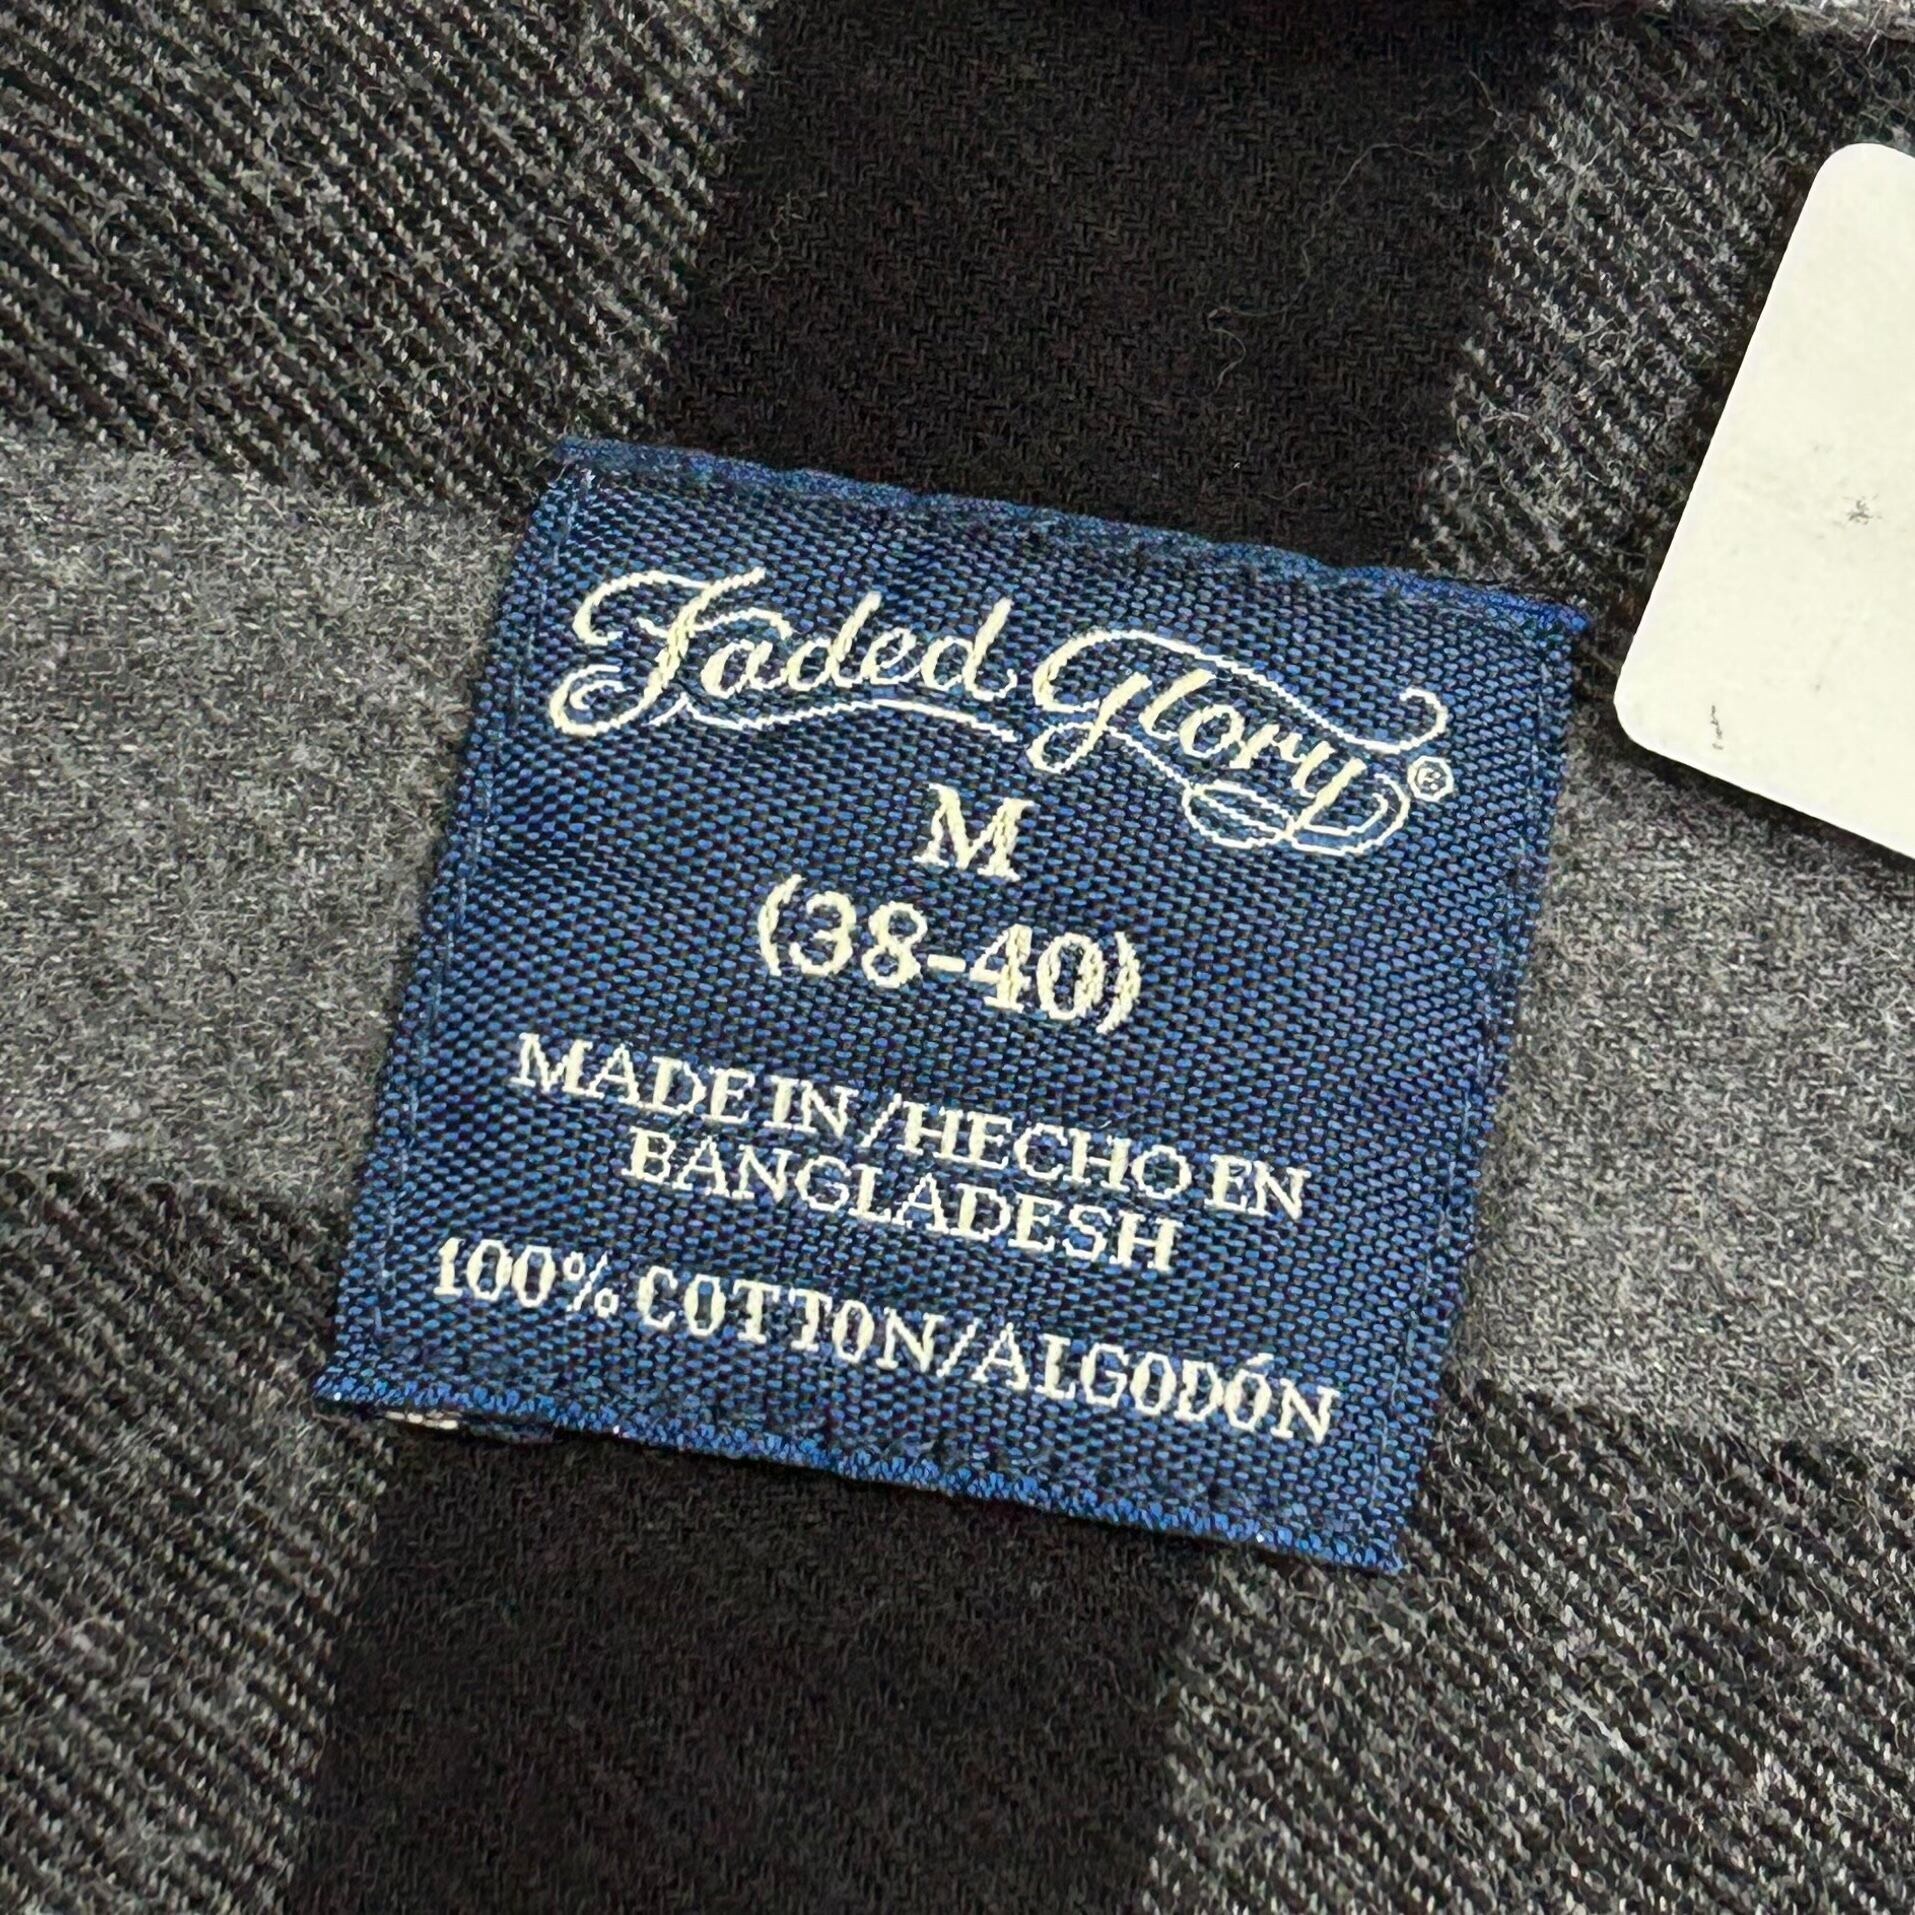 Faded Glory®
M
(38-40)
MADE IN/HECHO EN
BANGLADESH
100% COTTON/ALGODÓN